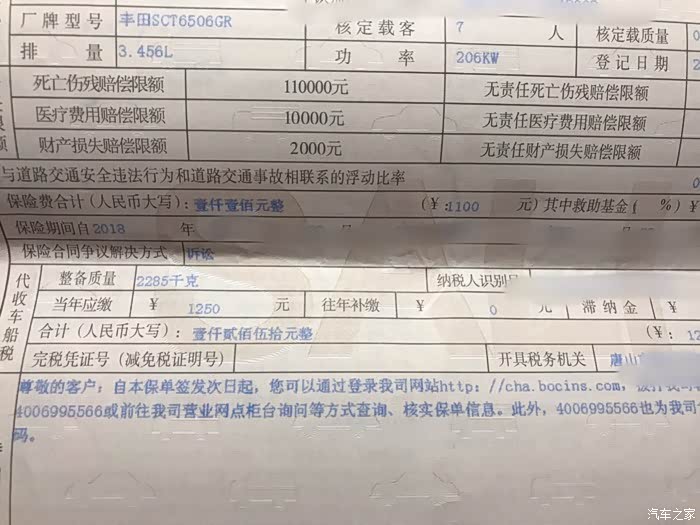 厂牌型号 丰田SCT6506GR 核定载客 7 人 核定载质量 0
排 量 3.456L 功 率 206KW 登记日期 2
死亡伤残赔偿限额 110000元 无责任死亡伤残赔偿限额
医疗费用赔偿限额 10000元 无责任医疗费用赔偿限额
财产损失赔偿限额 2000元 无责任财产损失赔偿限额
与道路交通安全违法行为和道路交通事故相联系的浮动比率 0
保险费合计(人民币大写): 壹仟壹佰元整 (¥: 1100 元) 其中救助基金( %) ¥
保险期间自2018 年
保险合同争议解决方式 诉讼
代收车船税
整备质量 2285千克 纳税人识别号
当年应缴 ¥ 1250 元 往年补缴 ¥ 0 元 滞纳金 ¥
合计(人民币大写): 壹仟贰佰伍拾元整 (¥: 12
完税凭证号(减免税证明号) 开具税务机关 唐山
尊敬的客户: 自本保单签发次日起, 您可以通过登录我司网站http: //cha.bocins.com,
4006995566或前往我司营业网点柜台询问等方式查询、核实保单信息。此外, 4006995566也为我司
码。
汽车之家